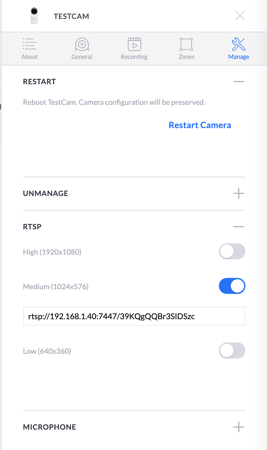 TESTCAM
About General Recording Zones Manage
RESTART
Reboot TestCam. Camera configuration will be preserved.
Restart Camera
UNMANAGE
RTSP
High (1920x1080)
Medium (1024x576)
rtsp://192.168.1.40:7447/39KQgQQBr3SIDSzc
Low (640x360)
MICROPHONE